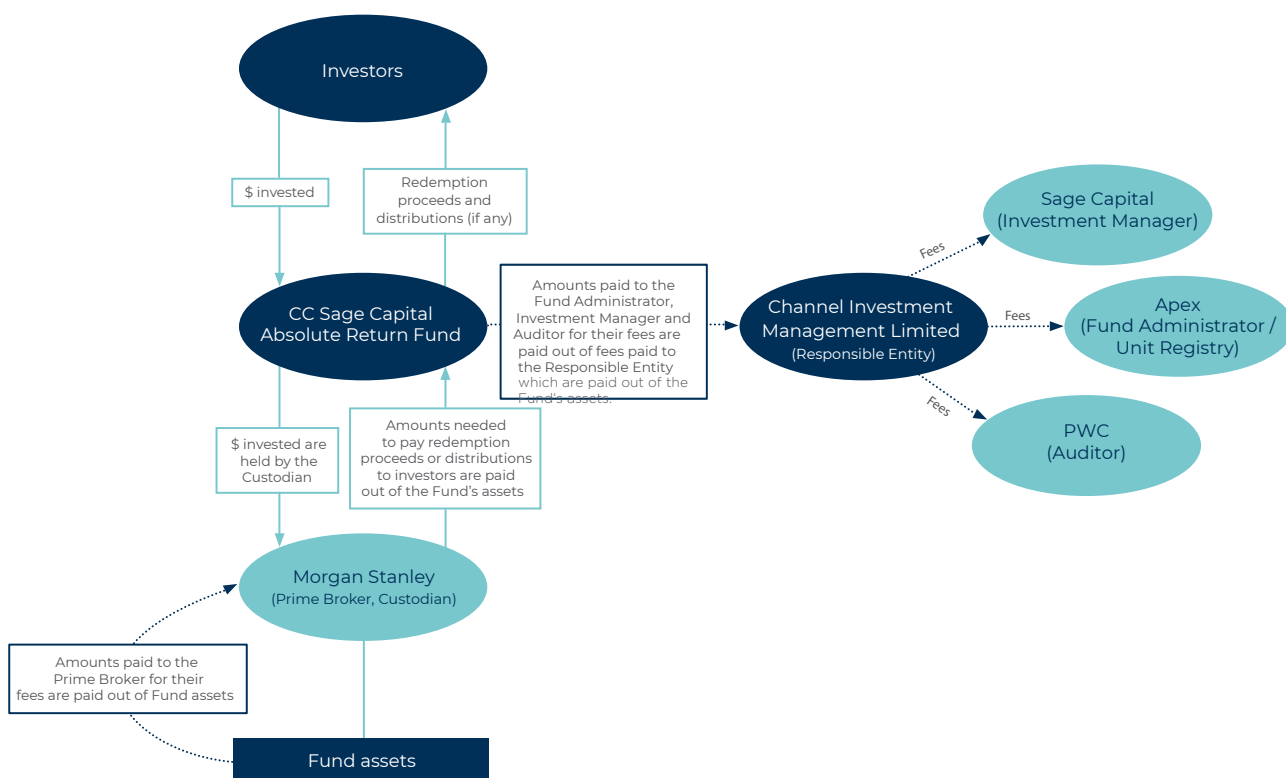 Investors
$ invested
Redemption
proceeds and
distributions (if any)
Sage Capital
(Investment Manager)
Fees
CC Sage Capital
Absolute Return Fund
Amounts paid to the
Fund Administrator,
Investment Manager and
Auditor for their fees are
paid out of fees paid to
the Responsible Entity
which are paid out of the
Fund's assets.
Channel Investment
Management Limited
(Responsible Entity)
Fees
Apex
(Fund Administrator /
Unit Registry)
Fees
PWC
(Auditor)
$ invested are
held by the
Custodian
Amounts needed
to pay redemption
proceeds or distributions
to investors are paid
out of the Fund’s assets
Morgan Stanley
(Prime Broker, Custodian)
Amounts paid to the
Prime Broker for their
fees are paid out of Fund assets
Fund assets